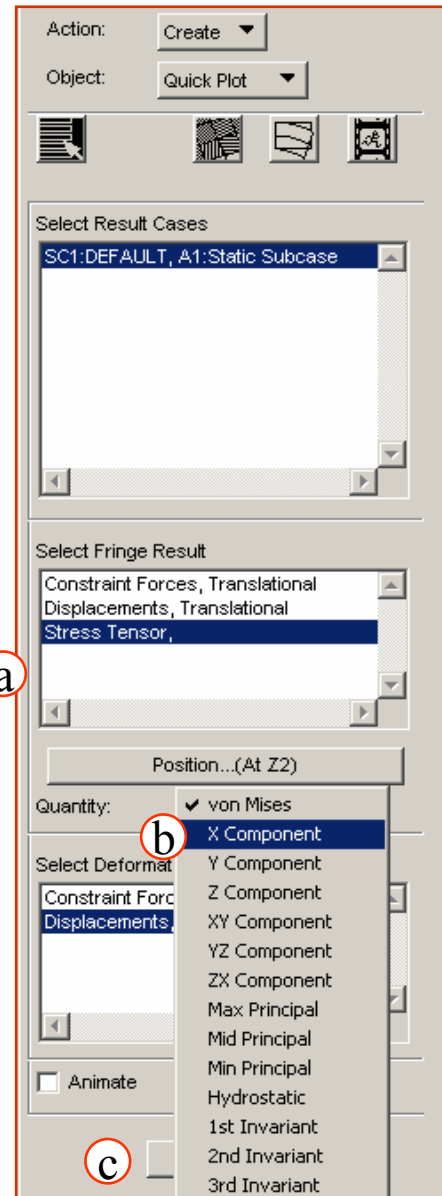 Action: Create
Object: Quick Plot
Select Result Cases
SC1:DEFAULT, A1:Static Subcase
Select Fringe Result
Constraint Forces, Translational
Displacements, Translational
Stress Tensor,
a
Position...(At Z2)
Quantity: ✔ von Mises
b X Component
Select Deformat Y Component
Constraint Forc Z Component
Displacements, XY Component
YZ Component
ZX Component
Max Principal
Mid Principal
Min Principal
Animate
Hydrostatic
1st Invariant
c 2nd Invariant
3rd Invariant